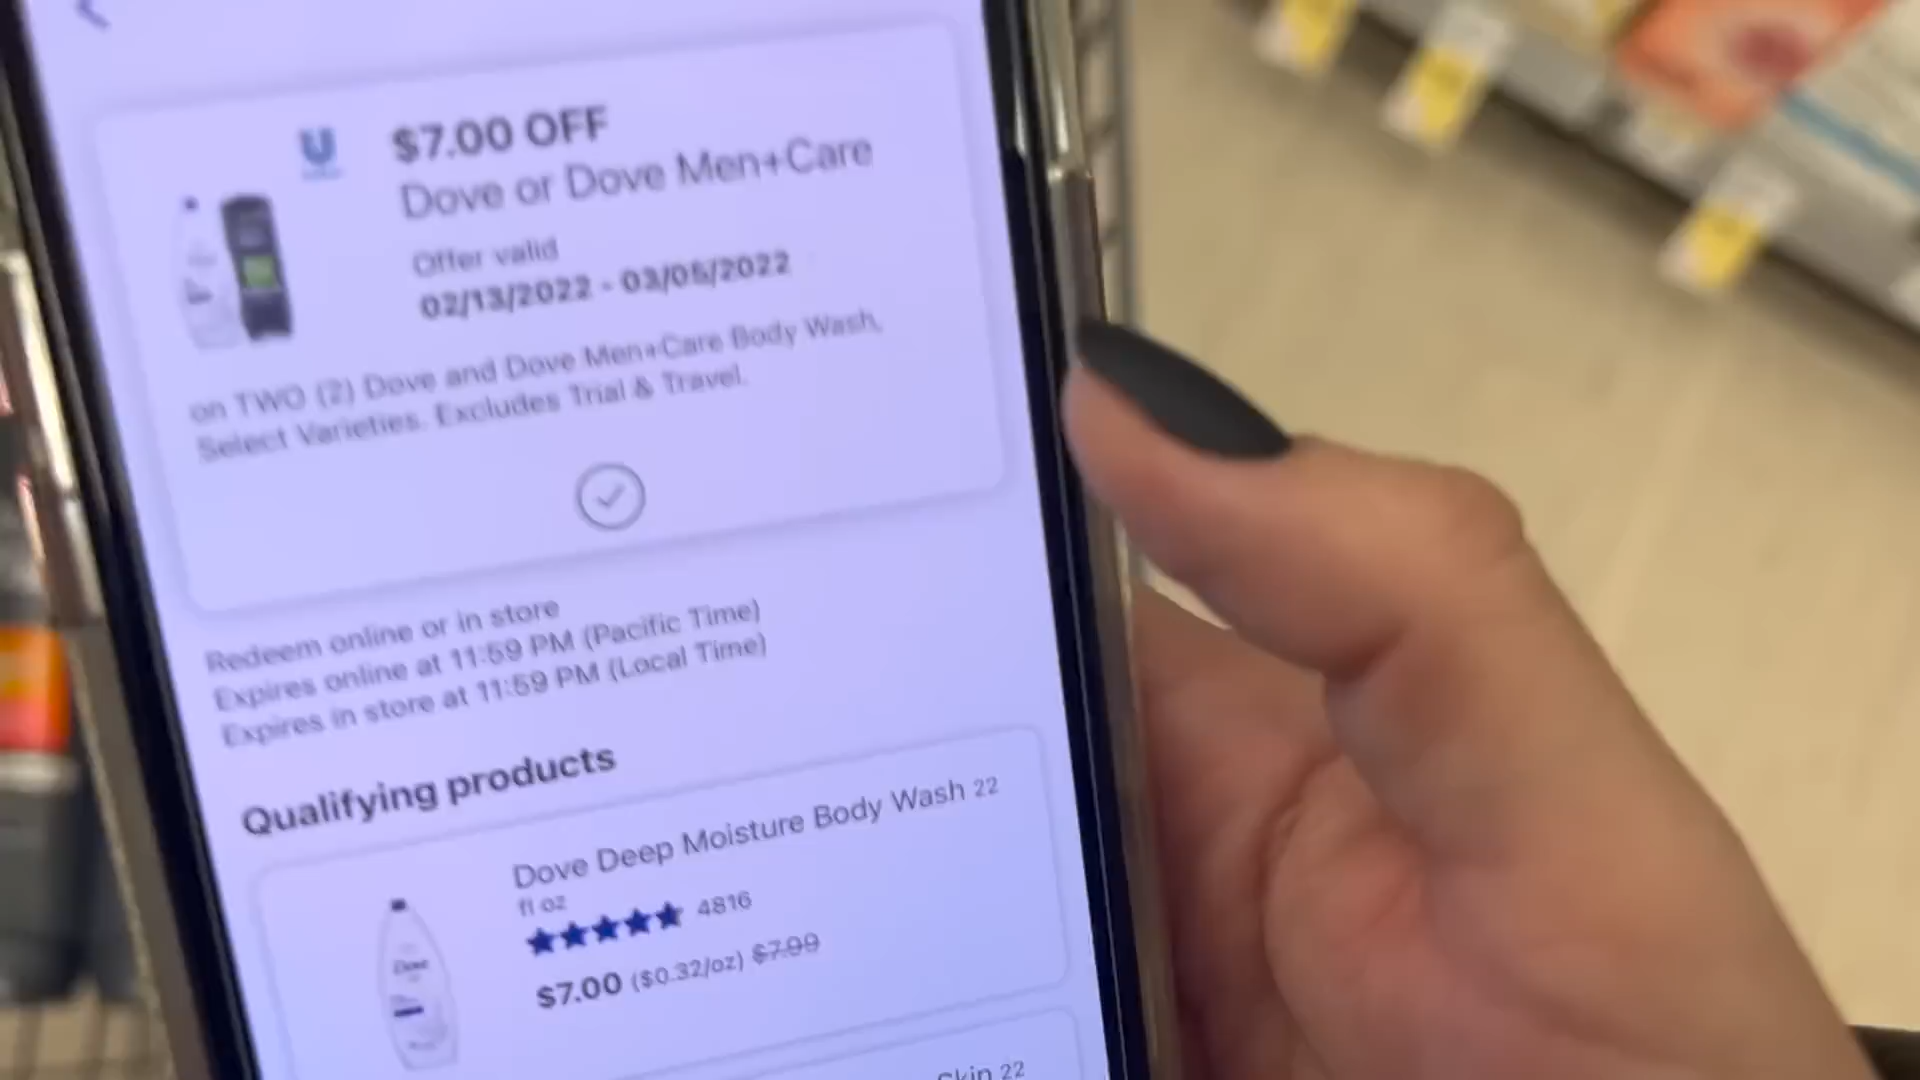 $7.00 OFF
Dove or Dove Men+Care
Offer valid
02/13/2022 - 03/05/2022
on TWO (2) Dove and Dove Men+Care Body Wash,
Select Varieties. Excludes Trial & Travel.
Redeem online or in store
Expires online at 11:59 PM (Pacific Time)
Expires in store at 11:59 PM (Local Time)
Qualifying products
Dove Deep Moisture Body Wash 22
fl oz
4816
$7.00 ($0.32/oz) $7.99
Dove
Skin 22